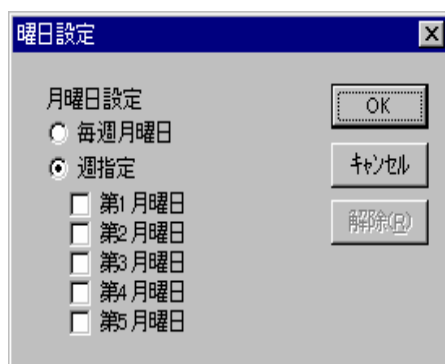 曜日設定
月曜日設定
毎週月曜日
週指定
第1月曜日
第2月曜日
第3月曜日
第4月曜日
第5月曜日
OK
ｷｬﾝｾﾙ
解除(R)